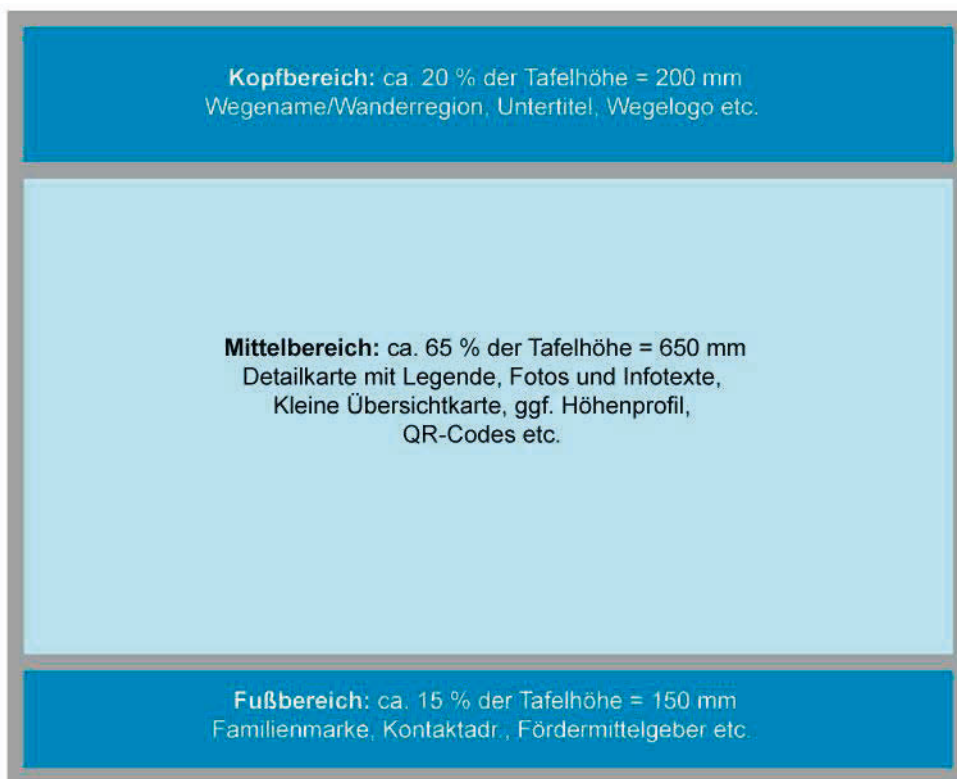 Kopfbereich: ca. 20 % der Tafelhöhe = 200 mm
Wegename/Wanderregion, Untertitel, Wegelogo etc.
Mittelbereich: ca. 65 % der Tafelhöhe = 650 mm
Detailkarte mit Legende, Fotos und Infotexte,
Kleine Übersichtkarte, ggf. Höhenprofil,
QR-Codes etc.
Fußbereich: ca. 15 % der Tafelhöhe = 150 mm
Familienmarke, Kontaktadr., Fördermittelgeber etc.